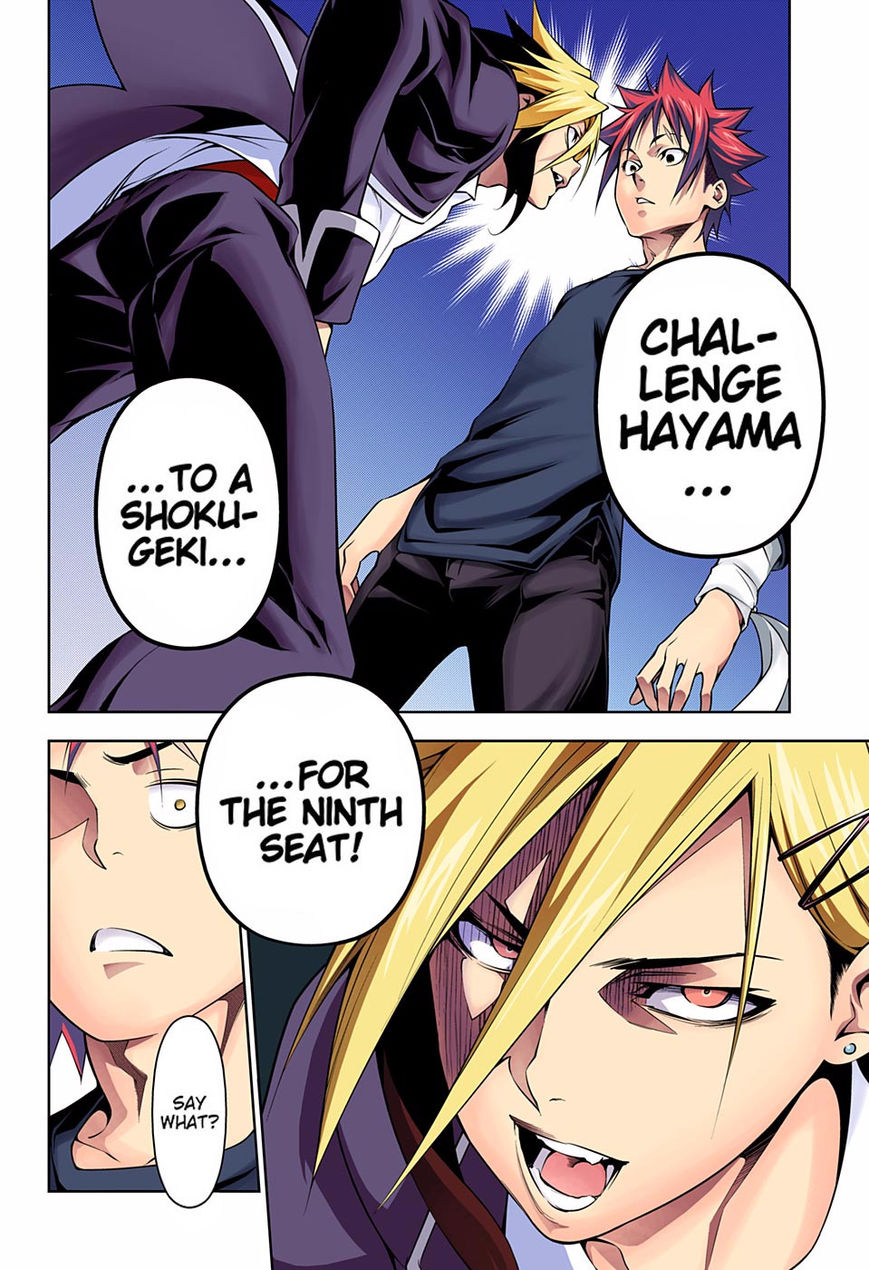 CHAL-
LENGE
HAYAMA
...
...TO A
SHOKU-
GEKI...
...FOR
THE NINTH
SEAT!
SAY
WHAT?